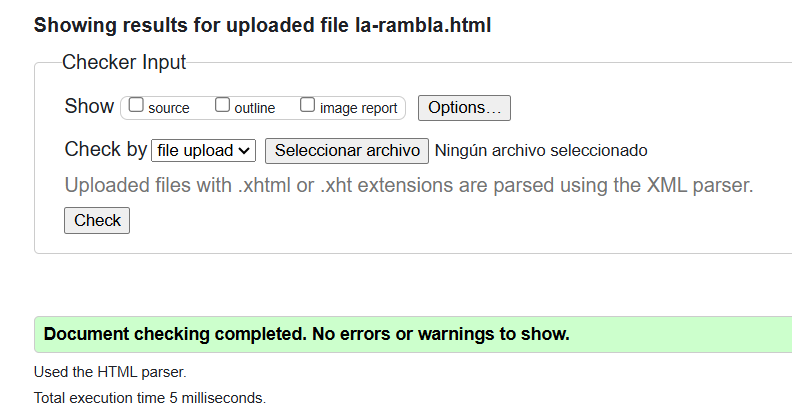 Showing results for uploaded file la-rambla.html
Checker Input
Show source outline image report Options...
Check by file upload Seleccionar archivo Ningún archivo seleccionado
Uploaded files with .xhtml or .xht extensions are parsed using the XML parser.
Check
Document checking completed. No errors or warnings to show.
Used the HTML parser.
Total execution time 5 milliseconds.